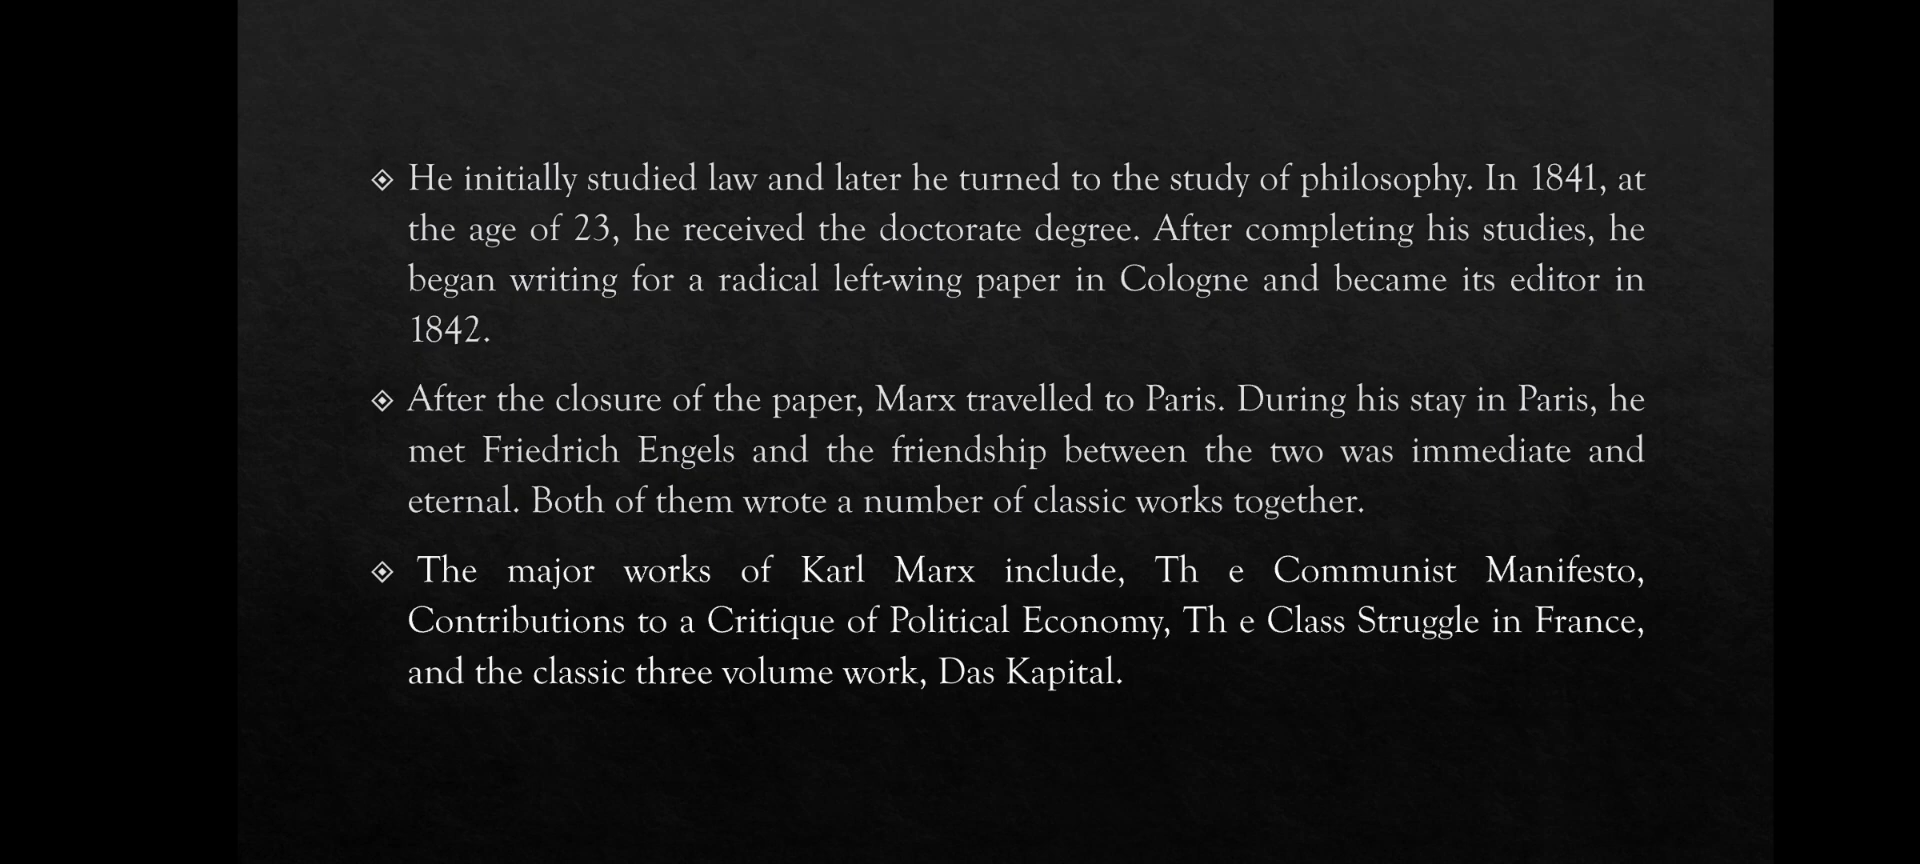 He initially studied law and later he turned to the study of philosophy. In 1841, at
the age of 23, he received the doctorate degree. After completing his studies, he
began writing for a radical left-wing paper in Cologne and became its editor in
1842.
After the closure of the paper, Marx travelled to Paris. During his stay in Paris, he
met Friedrich Engels and the friendship between the two was immediate and
eternal. Both of them wrote a number of classic works together.
The major works of Karl Marx include, Th e Communist Manifesto,
Contributions to a Critique of Political Economy, Th e Class Struggle in France,
and the classic three volume work, Das Kapital.